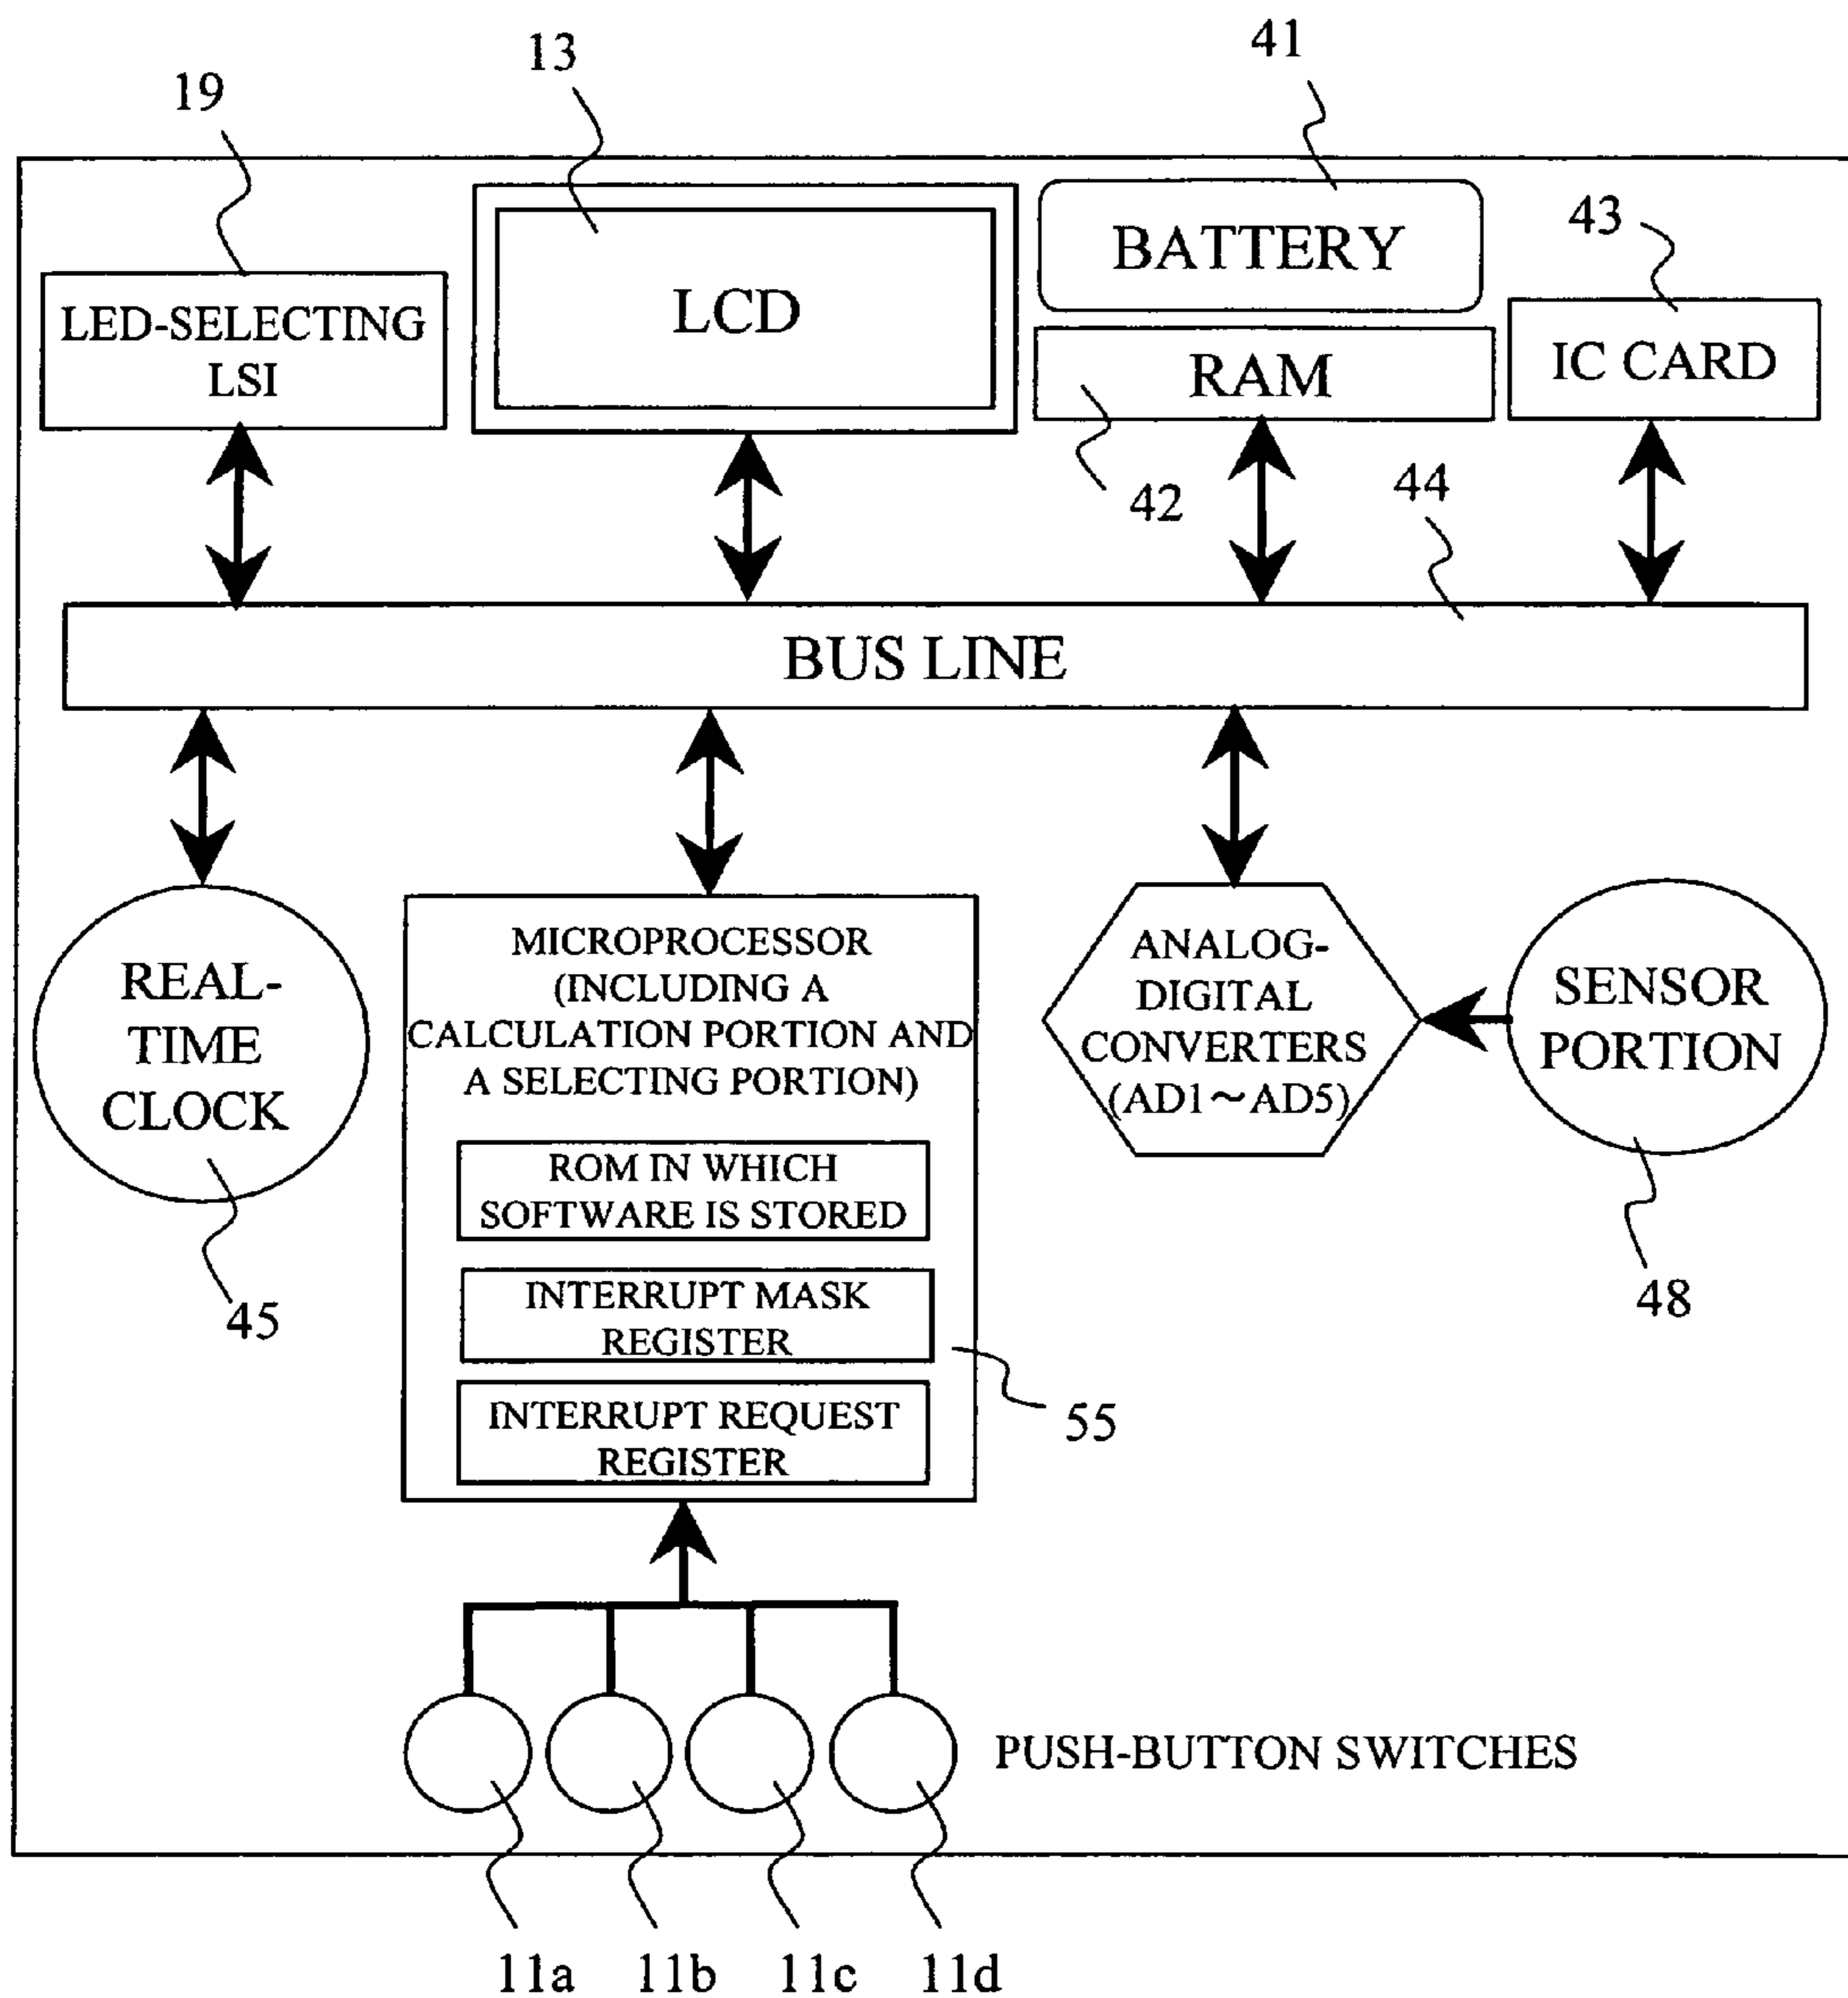 13
41
19
43
BATTERY
LED-SELECTING
LSI
LCD
RAM
IC CARD
42
44
BUS LINE
REAL-
TIME
CLOCK
45
MICROPROCESSOR
(INCLUDING A
CALCULATION PORTION AND
A SELECTING PORTION)
ROM IN WHICH
SOFTWARE IS STORED
INTERRUPT MASK
REGISTER
INTERRUPT REQUEST
REGISTER
55
ANALOG-
DIGITAL
CONVERTERS
(AD1～AD5)
SENSOR
PORTION
48
PUSH-BUTTON SWITCHES
11a
11b
11c
11d